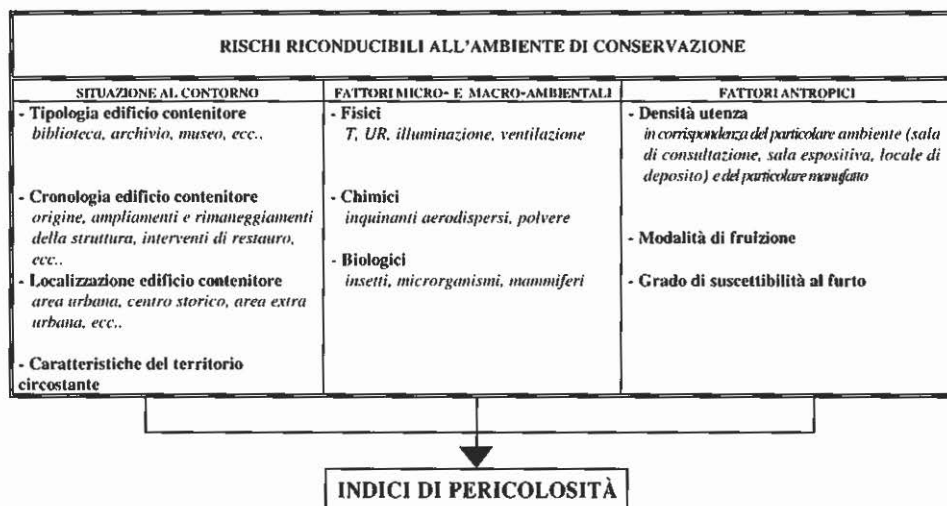 RISCHI RICONDUCIBILI ALL'AMBIENTE DI CONSERVAZIONE
SITUAZIONE AL CONTORNO
- Tipologia edificio contenitore
biblioteca, archivio, museo, ecc..
- Cronologia edificio contenitore
origine, ampliamenti e rimaneggiamenti
della struttura, interventi di restauro,
ecc..
- Localizzazione edificio contenitore
area urbana, centro storico, area extra
urbana, ecc..
- Caratteristiche del territorio
circostante
FATTORI MICRO- E MACRO-AMBIENTALI
- Fisici
T, UR, illuminazione, ventilazione
- Chimici
inquinanti aerodispersi, polvere
- Biologici
insetti, microrganismi, mammiferi
FATTORI ANTROPICI
- Densità utenza
in corrispondenza del particolare ambiente (sala
di consultazione, sala espositiva, locale di
deposito) e del particolare manufatto
- Modalità di fruizione
- Grado di suscettibilità al furto
INDICI DI PERICOLOSITÀ